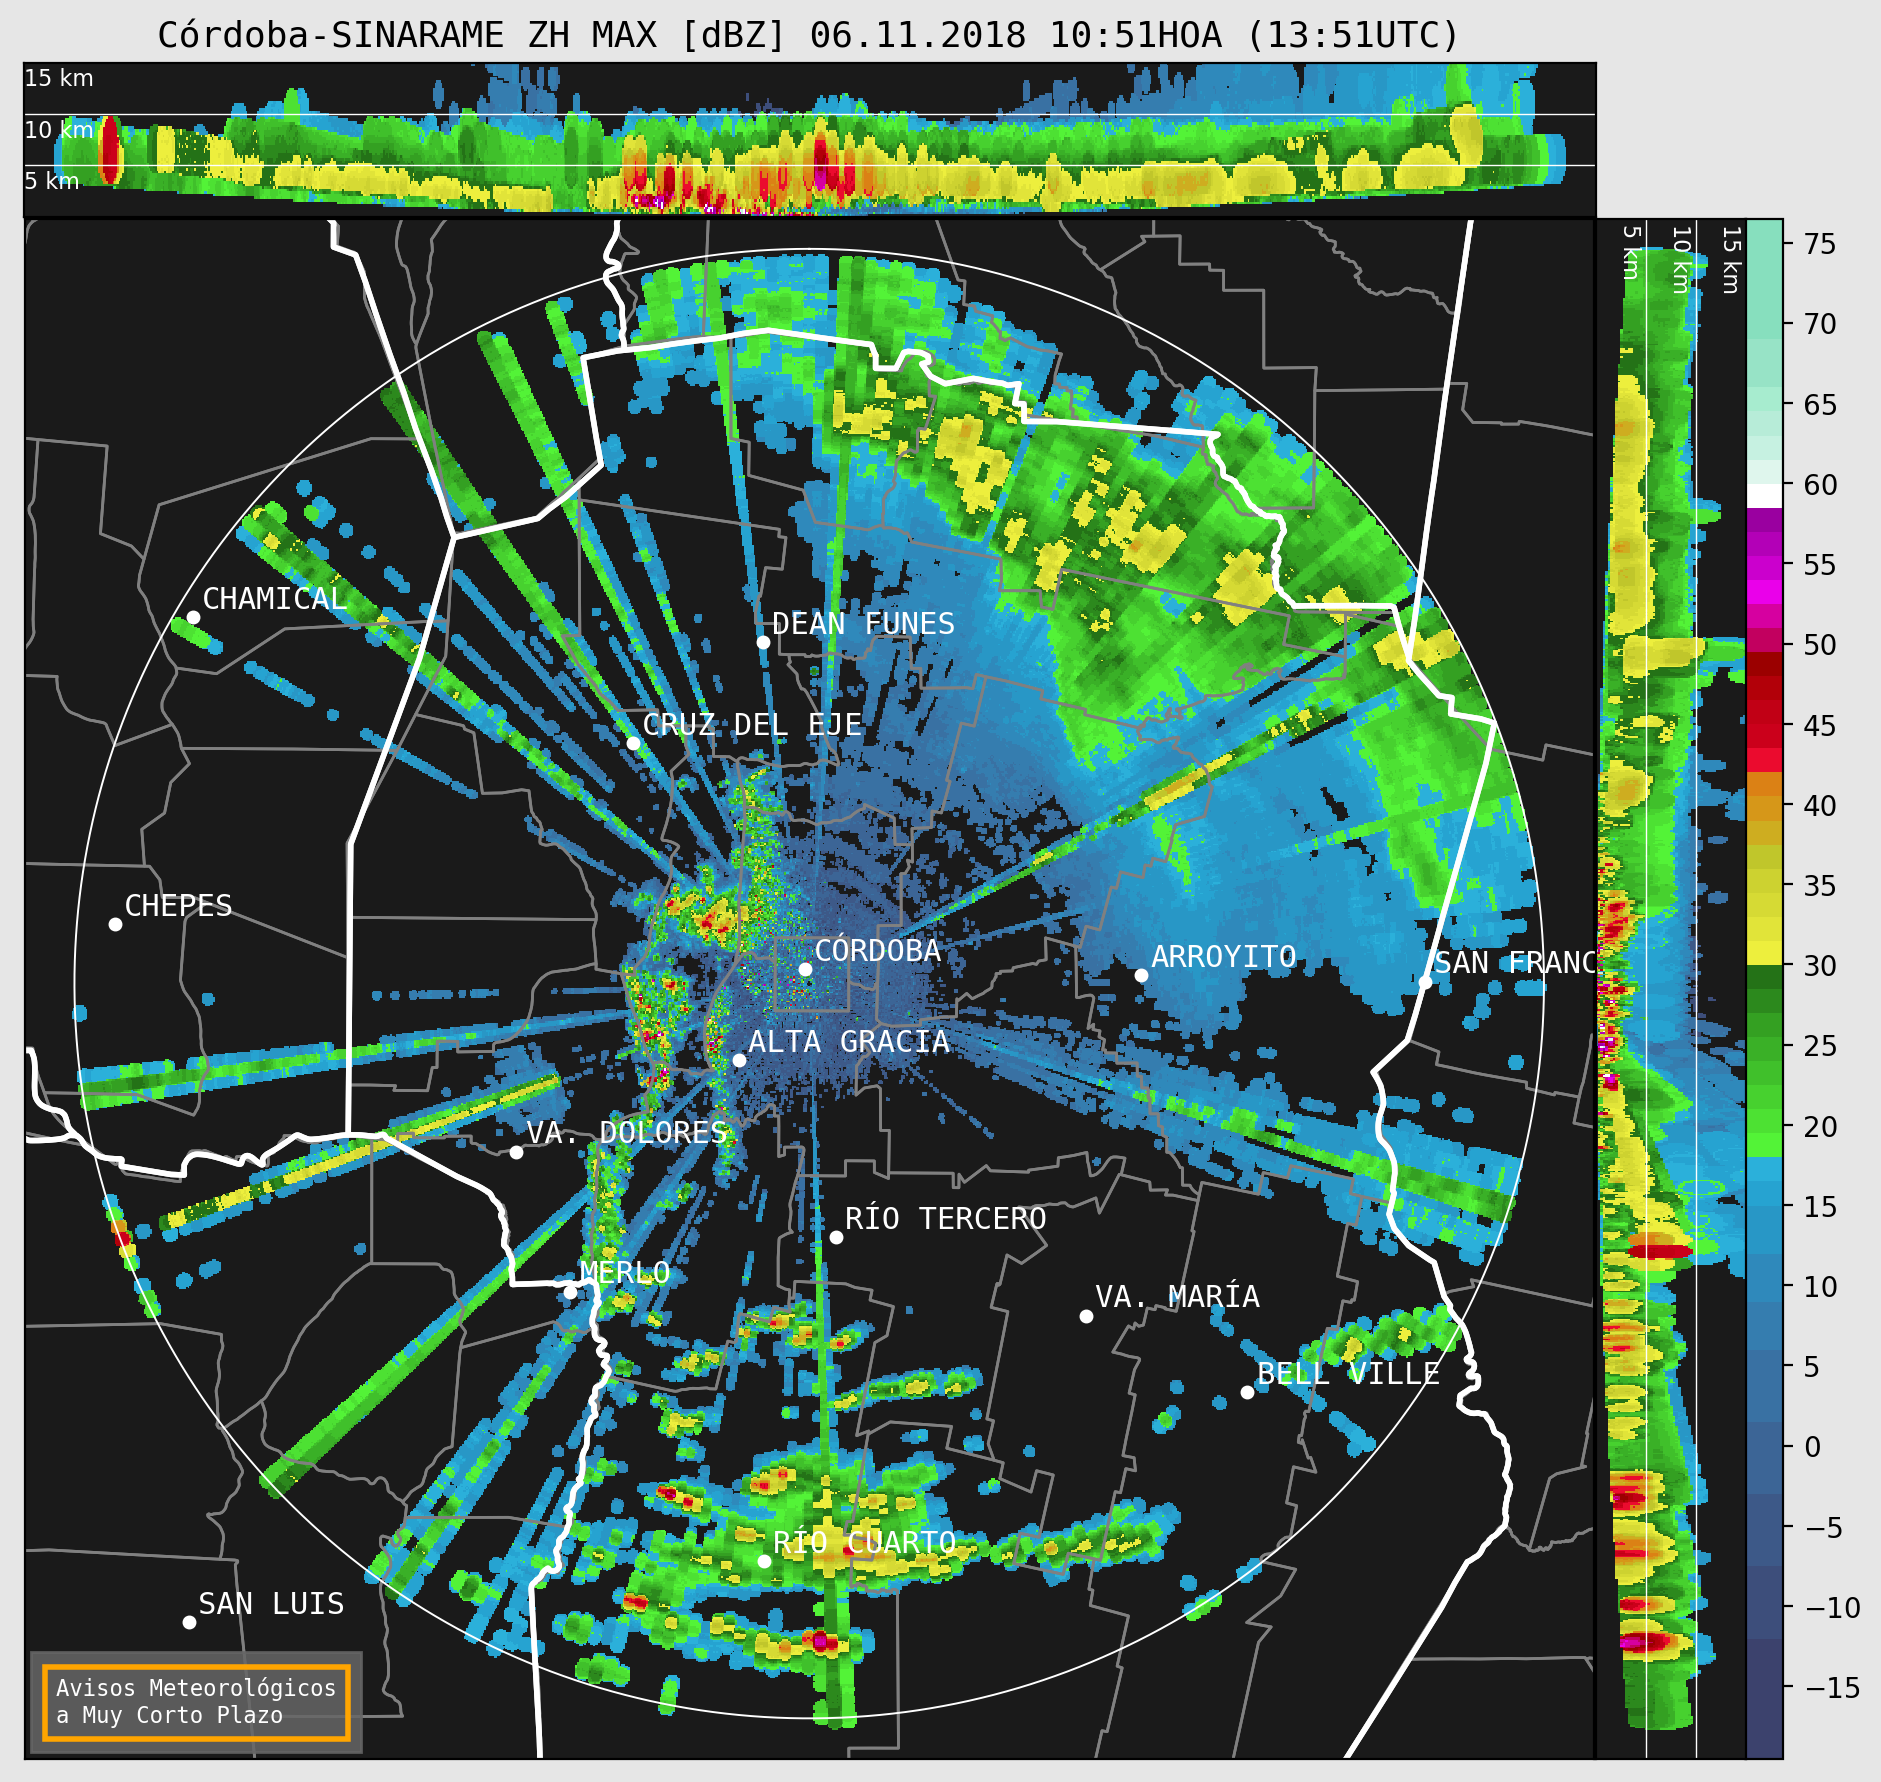 Córdoba-SINARAME ZH MAX [dBZ] 06.11.2018 10:51HOA (13:51UTC)
15 km
10 km
5 km
5 km
10 km
15 km
75
70
65
60
55
50
45
40
35
30
25
20
15
10
5
0
−5
−10
−15
CHAMICAL
DEAN FUNES
CRUZ DEL EJE
CHEPES
CÓRDOBA
ARROYITO
SAN FRANC
ALTA GRACIA
VA. DOLORES
RÍO TERCERO
MERLO
VA. MARÍA
BELL VILLE
RÍO CUARTO
SAN LUIS
Avisos Meteorológicos
a Muy Corto Plazo